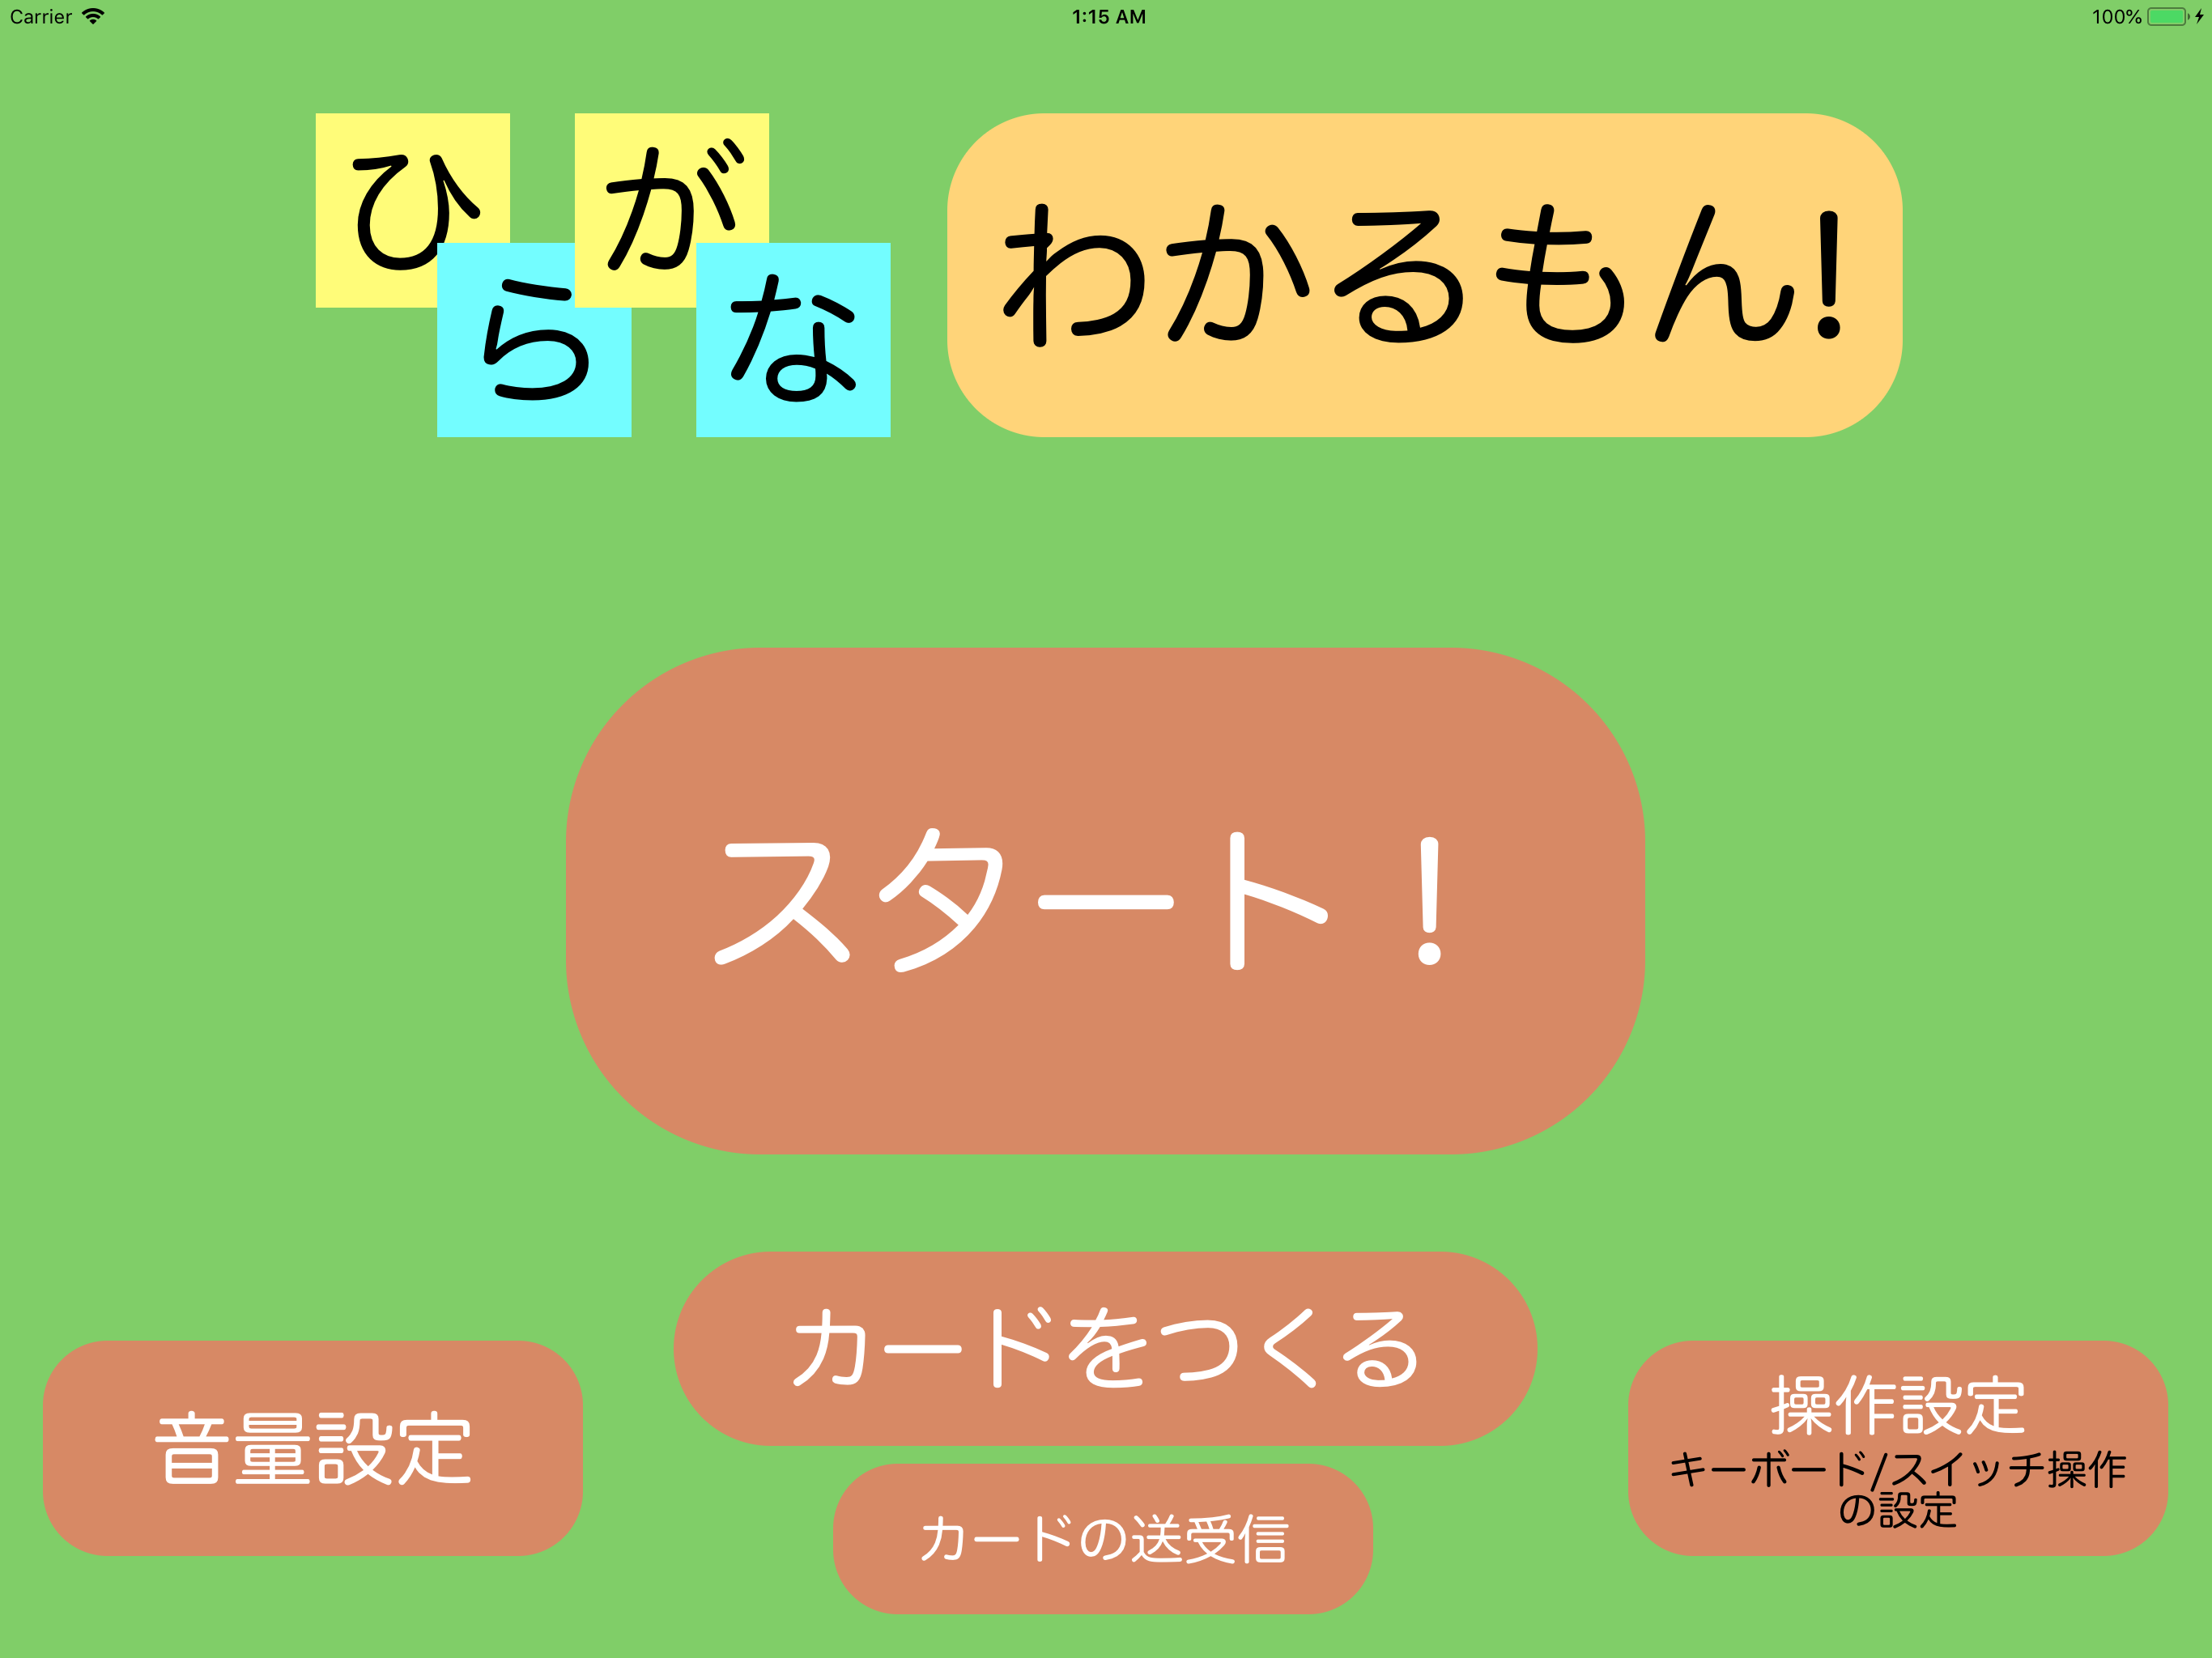 Carrier 1:15 AM 100%
ひらがな わかるもん!
スタート！
カードをつくる
音量設定
操作設定
キーボード/スイッチ操作
の設定
カードの送受信